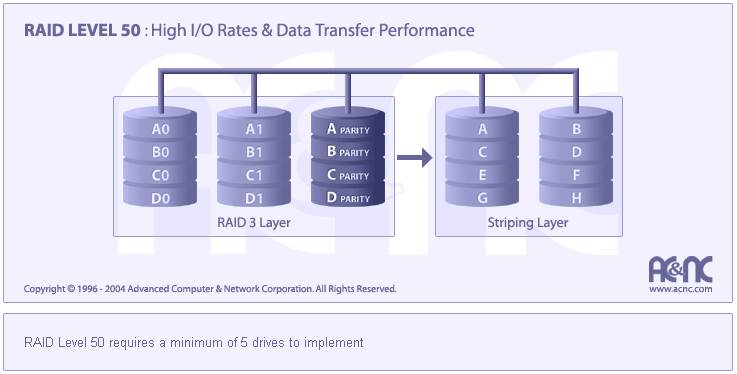 RAID LEVEL 50 : High I/O Rates & Data Transfer Performance
A0 A1 A PARITY A B
B0 B1 B PARITY C D
C0 C1 C PARITY E F
D0 D1 D PARITY G H
RAID 3 Layer Striping Layer
AC&NC
Copyright © 1996 - 2004 Advanced Computer & Network Corporation. All Rights Reserved. www.acnc.com
RAID Level 50 requires a minimum of 5 drives to implement